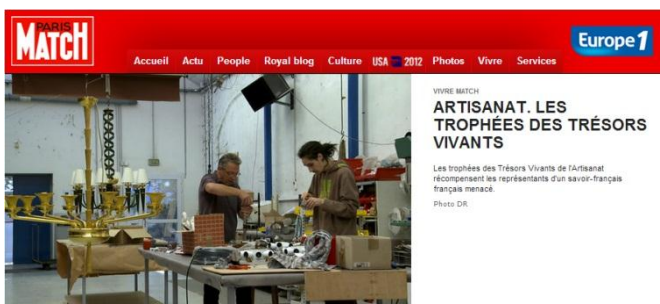 PARIS
MATCH
Europe 1
Accueil Actu People Royal blog Culture USA 2012 Photos Vivre Services
VIVRE MATCH
ARTISANAT. LES
TROPHÉES DES TRÉSORS
VIVANTS
Les trophées des Trésors Vivants de l'Artisanat
récompensent les représentants d'un savoir-français
français menacé.
Photo DR